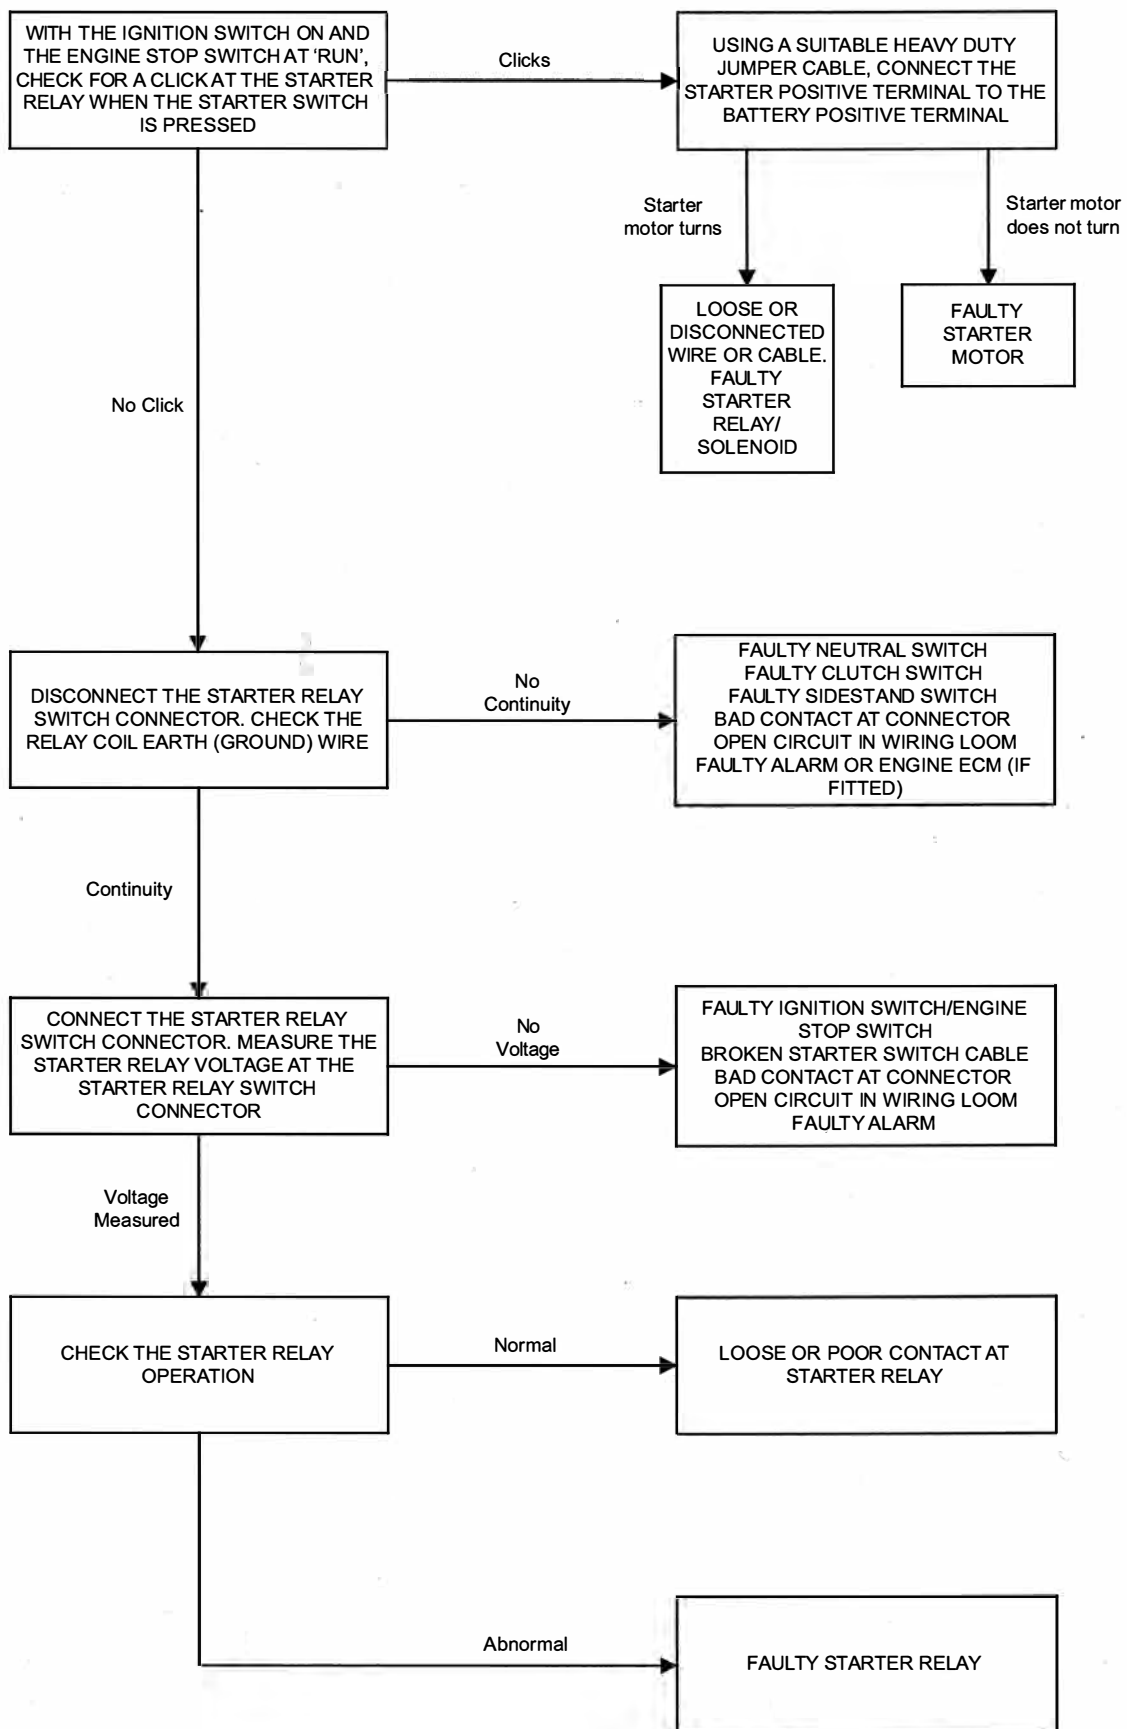 WITH THE IGNITION SWITCH ON AND
THE ENGINE STOP SWITCH AT ‘RUN’,
CHECK FOR A CLICK AT THE STARTER
RELAY WHEN THE STARTER SWITCH
IS PRESSED
Clicks
USING A SUITABLE HEAVY DUTY
JUMPER CABLE, CONNECT THE
STARTER POSITIVE TERMINAL TO THE
BATTERY POSITIVE TERMINAL
Starter
motor turns
Starter motor
does not turn
LOOSE OR
DISCONNECTED
WIRE OR CABLE.
FAULTY
STARTER
RELAY/
SOLENOID
FAULTY
STARTER
MOTOR
No Click
DISCONNECT THE STARTER RELAY
SWITCH CONNECTOR. CHECK THE
RELAY COIL EARTH (GROUND) WIRE
No
Continuity
FAULTY NEUTRAL SWITCH
FAULTY CLUTCH SWITCH
FAULTY SIDESTAND SWITCH
BAD CONTACT AT CONNECTOR
OPEN CIRCUIT IN WIRING LOOM
FAULTY ALARM OR ENGINE ECM (IF
FITTED)
Continuity
CONNECT THE STARTER RELAY
SWITCH CONNECTOR. MEASURE THE
STARTER RELAY VOLTAGE AT THE
STARTER RELAY SWITCH
CONNECTOR
No
Voltage
FAULTY IGNITION SWITCH/ENGINE
STOP SWITCH
BROKEN STARTER SWITCH CABLE
BAD CONTACT AT CONNECTOR
OPEN CIRCUIT IN WIRING LOOM
FAULTY ALARM
Voltage
Measured
CHECK THE STARTER RELAY
OPERATION
Normal
LOOSE OR POOR CONTACT AT
STARTER RELAY
Abnormal
FAULTY STARTER RELAY